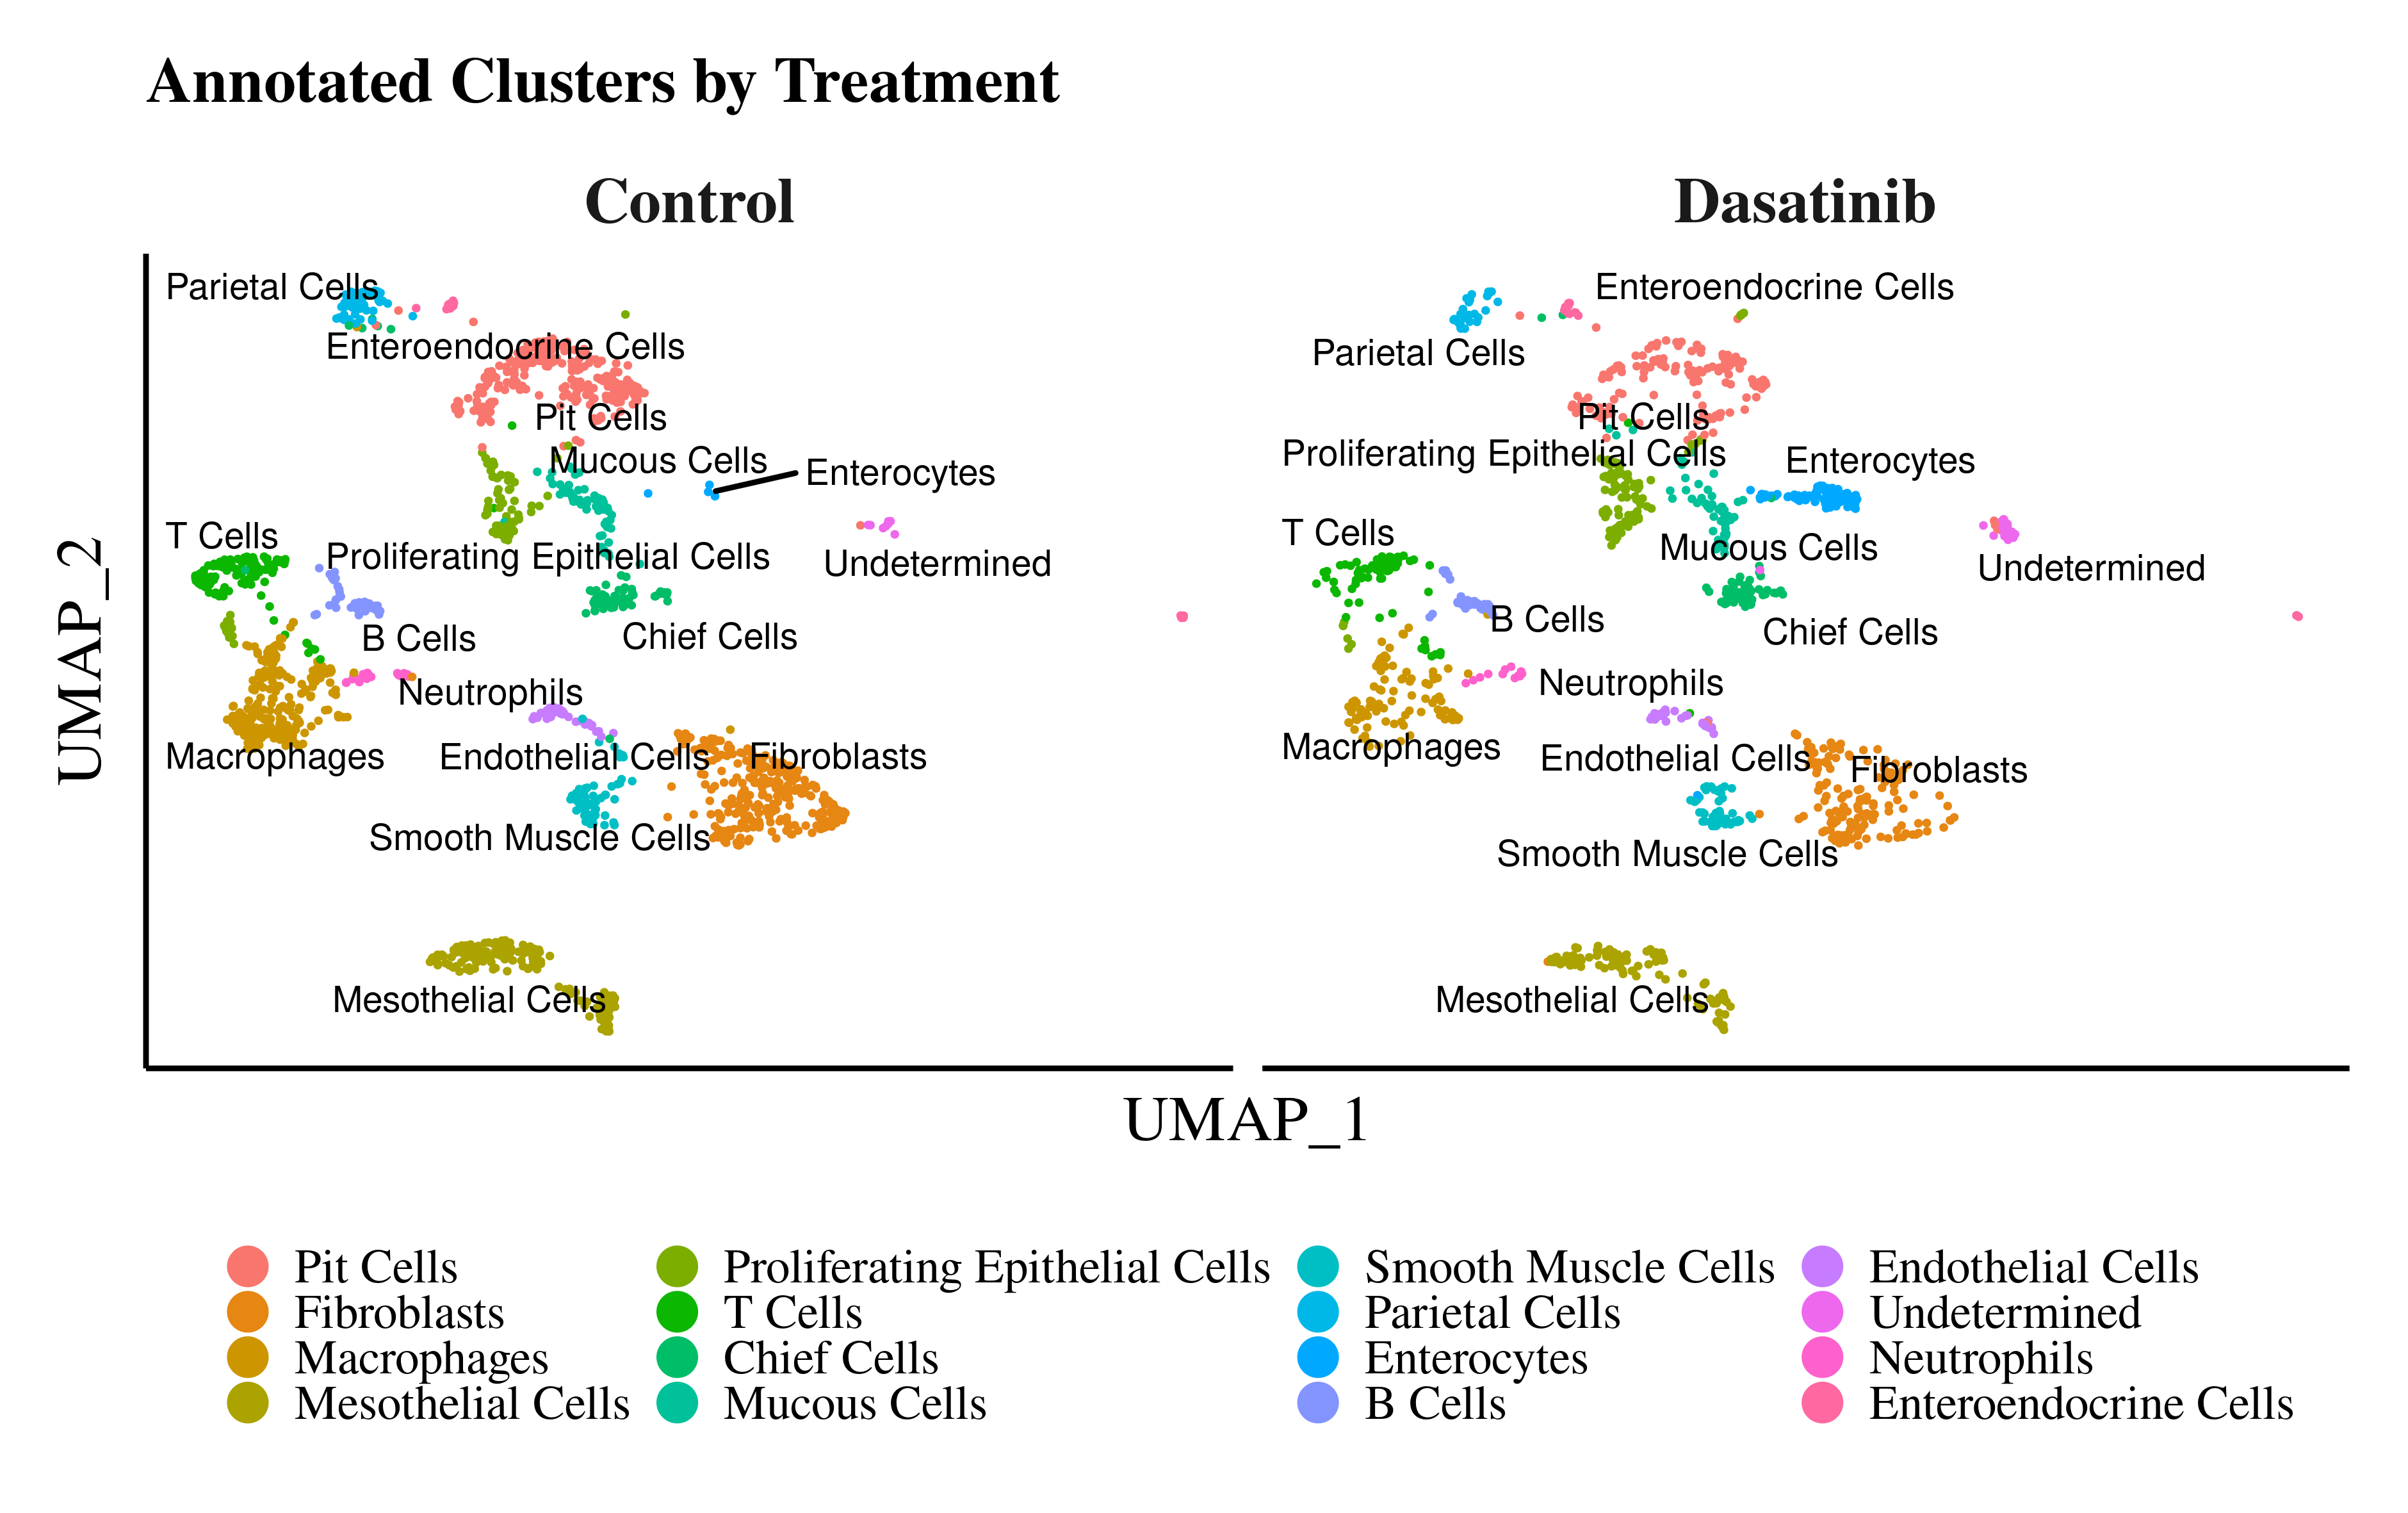 Annotated Clusters by Treatment
Control
Dasatinib
Parietal Cells
Enteroendocrine Cells
Pit Cells
Mucous Cells
Enterocytes
T Cells
Proliferating Epithelial Cells
Undetermined
B Cells
Chief Cells
Neutrophils
Macrophages
Endothelial Cells
Fibroblasts
Smooth Muscle Cells
Mesothelial Cells
Enteroendocrine Cells
Parietal Cells
Pit Cells
Proliferating Epithelial Cells
Enterocytes
T Cells
Mucous Cells
Undetermined
B Cells
Chief Cells
Neutrophils
Macrophages
Endothelial Cells
Fibroblasts
Smooth Muscle Cells
Mesothelial Cells
UMAP_2
UMAP_1
Pit Cells
Fibroblasts
Macrophages
Mesothelial Cells
Proliferating Epithelial Cells
T Cells
Chief Cells
Mucous Cells
Smooth Muscle Cells
Parietal Cells
Enterocytes
B Cells
Endothelial Cells
Undetermined
Neutrophils
Enteroendocrine Cells